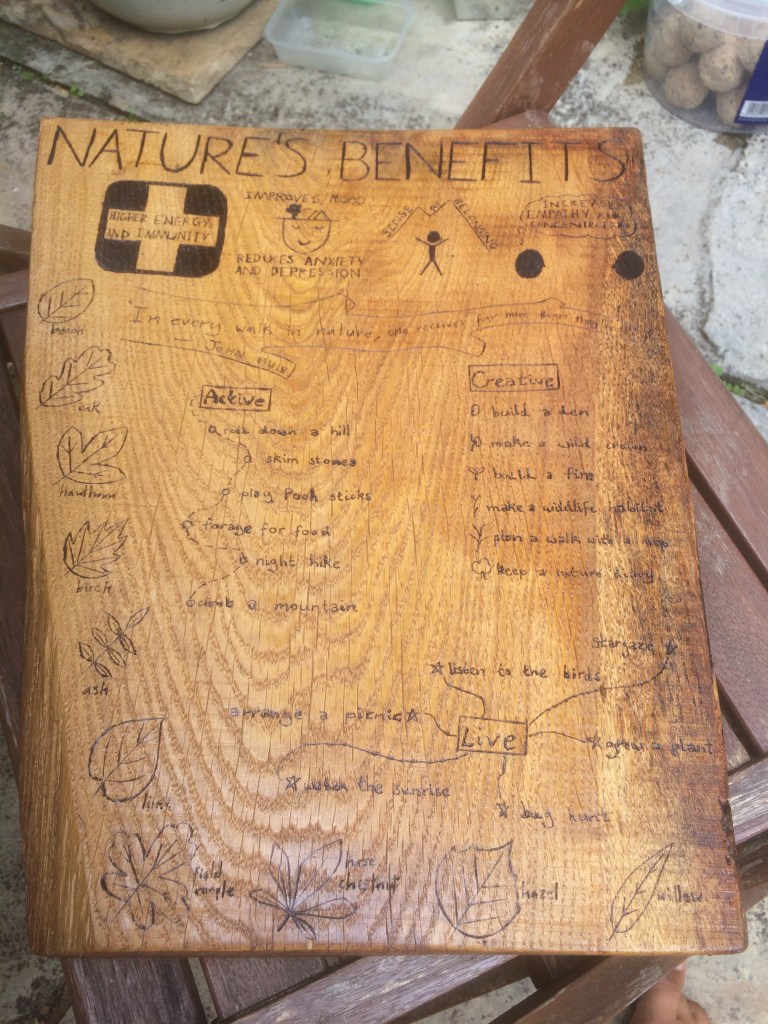 NATURE'S BENEFITS
HIGHER ENERGY
AND IMMUNITY
IMPROVES MOOD
REDUCES ANXIETY
AND DEPRESSION
SENSE OF BELONGING
INCREASES
EMPATHY AND
CONCENTRATION
In every walk in nature, one receives far more than they
— JOHN MUIR
beech
oak
Hawthorn
birch
ash
lime
Active
roll down a hill
skim stones
play Pooh sticks
forage for food
night hike
climb a mountain
Creative
build a den
make a wild crown
build a fire
make a wildlife habitat
plan a walk with a map
keep a nature diary
Live
stargaze
listen to the birds
arrange a picnic
grow a plant
watch the sunrise
bug hunt
field
maple
horse
chestnut
hazel
willow